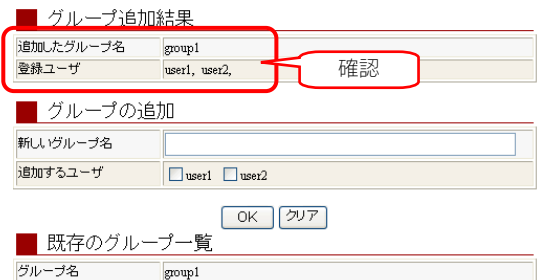 グループ追加結果
追加したグループ名 group1
登録ユーザ user1, user2,
確認
グループの追加
新しいグループ名
追加するユーザ user1 user2
OK クリア
既存のグループ一覧
グループ名 group1